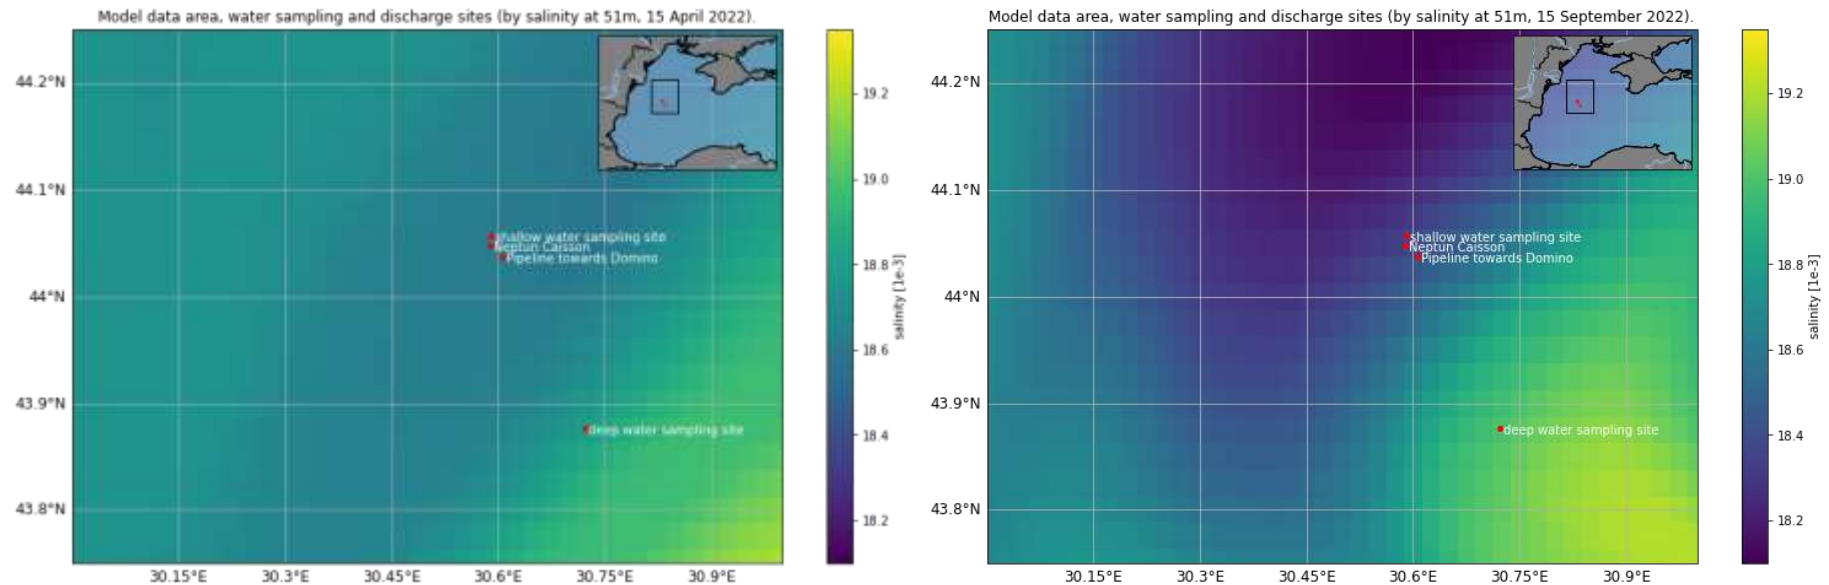 Model data area, water sampling and discharge sites (by salinity at 51m, 15 April 2022).
44.2°N
44.1°N
44°N
43.9°N
43.8°N
30.15°E
30.3°E
30.45°E
30.6°E
30.75°E
30.9°E
shallow water sampling site
Neptun Caisson
Pipeline towards Domino
deep water sampling site
19.2
19.0
18.8
18.6
18.4
18.2
salinity [1e-3]
Model data area, water sampling and discharge sites (by salinity at 51m, 15 September 2022).
44.2°N
44.1°N
44°N
43.9°N
43.8°N
30.15°E
30.3°E
30.45°E
30.6°E
30.75°E
30.9°E
shallow water sampling site
Neptun Caisson
Pipeline towards Domino
deep water sampling site
19.2
19.0
18.8
18.6
18.4
18.2
salinity [1e-3]